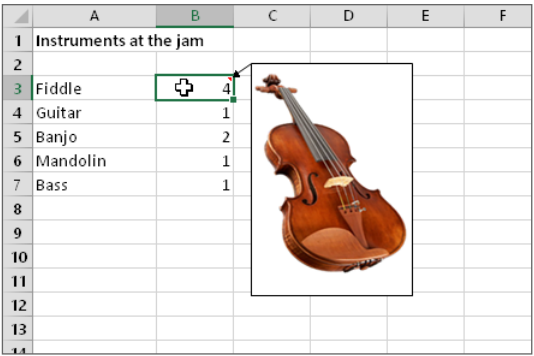 A B C D E F
1 Instruments at the jam
2
3 Fiddle 4
4 Guitar 1
5 Banjo 2
6 Mandolin 1
7 Bass 1
8
9
10
11
12
13
14